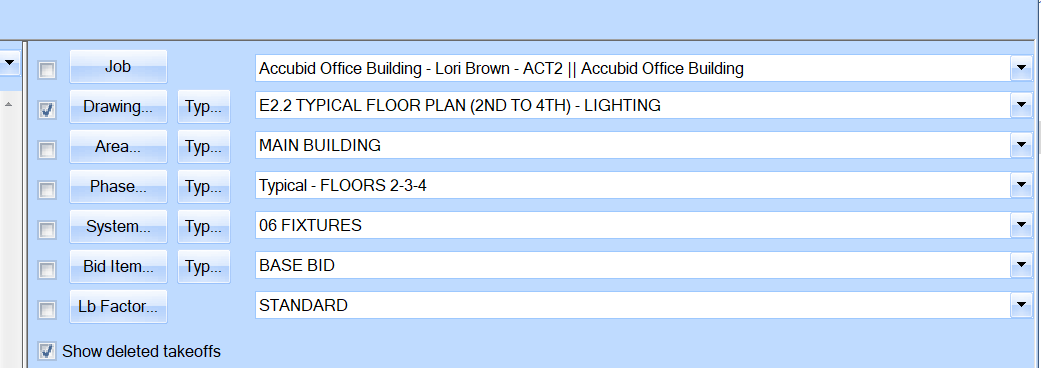 Job Accubid Office Building - Lori Brown - ACT2 || Accubid Office Building
Drawing... Typ... E2.2 TYPICAL FLOOR PLAN (2ND TO 4TH) - LIGHTING
Area... Typ... MAIN BUILDING
Phase... Typ... Typical - FLOORS 2-3-4
System... Typ... 06 FIXTURES
Bid Item... Typ... BASE BID
Lb Factor... STANDARD
Show deleted takeoffs